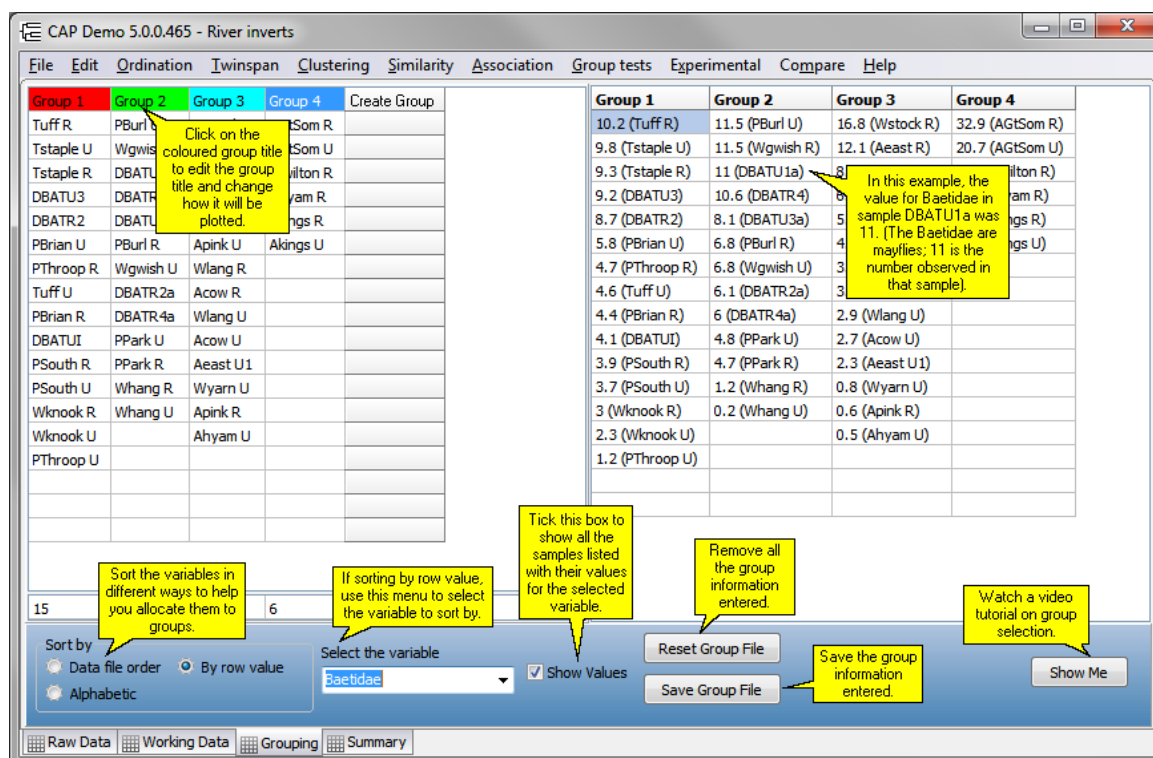 CAP Demo 5.0.0.465 - River inverts
File Edit Ordination Twinspan Clustering Similarity Association Group tests Experimental Compare Help
Group 1 Group 2 Group 3 Group 4 Create Group
Tuff R PBurl tSom R
Tstaple U Wgwis tSom U
Tstaple R DBATU ilton R
DBATU3 DBATR yam R
DBATR2 DBATU ngs R
PBrian U PBurl R Apink U Akings U
PThroop R Wgwish U Wlang R
Tuff U DBATR2a Acow R
PBrian R DBATR4a Wlang U
DBATUI PPark U Acow U
PSouth R PPark R Aeast U1
PSouth U Whang R Wyarn U
Wknook R Whang U Apink R
Wknook U Ahyam U
PThroop U
Click on the
coloured group title
to edit the group
title and change
how it will be
plotted.
Group 1 Group 2 Group 3 Group 4
10.2 (Tuff R) 11.5 (PBurl U) 16.8 (Wstock R) 32.9 (AGtSom R)
9.8 (Tstaple U) 11.5 (Wgwish R) 12.1 (Aeast R) 20.7 (AGtSom U)
9.3 (Tstaple R) 11 (DBATU1a) 8 ilton R)
9.2 (DBATU3) 10.6 (DBATR4) 6 am R)
8.7 (DBATR2) 8.1 (DBATU3a) 5 gs R)
5.8 (PBrian U) 6.8 (PBurl R) 4 ngs U)
4.7 (PThroop R) 6.8 (Wgwish U) 3
4.6 (Tuff U) 6.1 (DBATR2a) 3
4.4 (PBrian R) 6 (DBATR4a) 2.9 (Wlang U)
4.1 (DBATUI) 4.8 (PPark U) 2.7 (Acow U)
3.9 (PSouth R) 4.7 (PPark R) 2.3 (Aeast U1)
3.7 (PSouth U) 1.2 (Whang R) 0.8 (Wyarn U)
3 (Wknook R) 0.2 (Whang U) 0.6 (Apink R)
2.3 (Wknook U) 0.5 (Ahyam U)
1.2 (PThroop U)
In this example, the
value for Baetidae in
sample DBATU1a was
11. (The Baetidae are
mayflies; 11 is the
number observed in
that sample).
15 6
Sort the variables in
different ways to help
you allocate them to
groups.
If sorting by row value,
use this menu to select
the variable to sort by.
Tick this box to
show all the
samples listed
with their values
for the selected
variable.
Remove all
the group
information
entered.
Watch a video
tutorial on group
selection.
Sort by
Data file order By row value
Alphabetic
Select the variable
Baetidae
Show Values
Reset Group File
Save Group File
Save the group
information
entered.
Show Me
Raw Data Working Data Grouping Summary